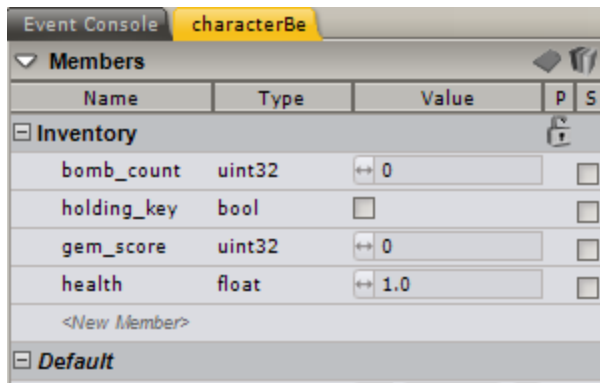 Event Console characterBe
Members
Name Type Value P S
Inventory
bomb_count uint32 0
holding_key bool
gem_score uint32 0
health float 1.0
<New Member>
Default